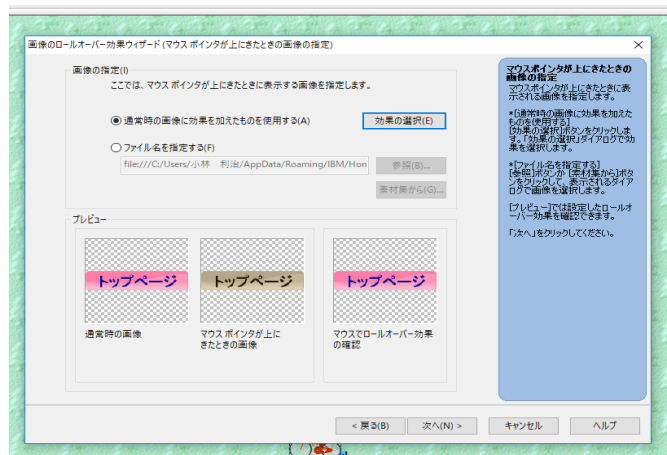 画像のロールオーバー効果ウィザード(マウス ポインタが上にきたときの画像の指定)
画像の指定(I)
ここでは、マウス ポインタが上にきたときに表示する画像を指定します。
通常時の画像に効果を加えたものを使用する(A)
効果の選択(E)
ファイル名を指定する(F)
file:///C:/Users/小林　利治/AppData/Roaming/IBM/Hon
参照(B)...
素材集から(G)...
プレビュー
トップページ
トップページ
トップページ
通常時の画像
マウス ポインタが上に
きたときの画像
マウスでロールオーバー効果
の確認
マウスポインタが上にきたときの
画像の指定
マウスポインタが上にきたときに表
示される画像を指定します。
*[通常時の画像に効果を加えた
ものを使用する]
[効果の選択]ボタンをクリックしま
す。「効果の選択」ダイアログで効
果を選択します。
*[ファイル名を指定する]
[参照]ボタンか [素材集から]ボタ
ンをクリックして、表示されるダイア
ログで画像を選択します。
[プレビュー]では設定したロールオ
ーバー効果を確認できます。
「次へ」をクリックしてください。
< 戻る(B)
次へ(N) >
キャンセル
ヘルプ